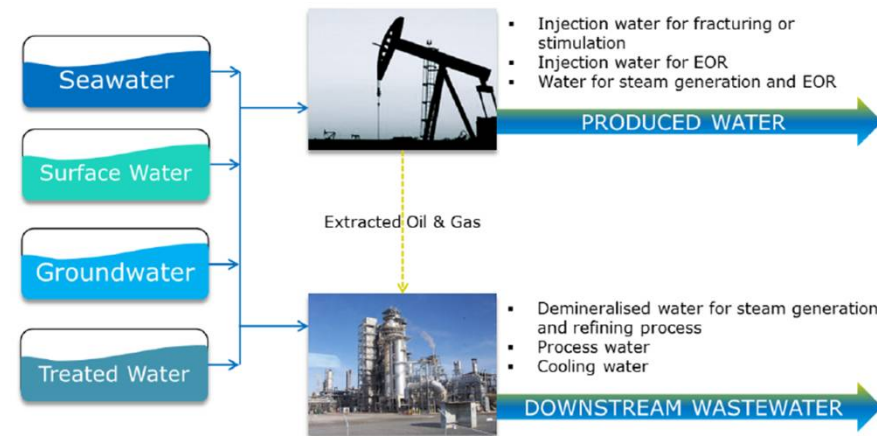 Seawater
Surface Water
Groundwater
Treated Water
▪ Injection water for fracturing or
stimulation
▪ Injection water for EOR
▪ Water for steam generation and EOR
PRODUCED WATER
Extracted Oil & Gas
▪ Demineralised water for steam generation
and refining process
▪ Process water
▪ Cooling water
DOWNSTREAM WASTEWATER